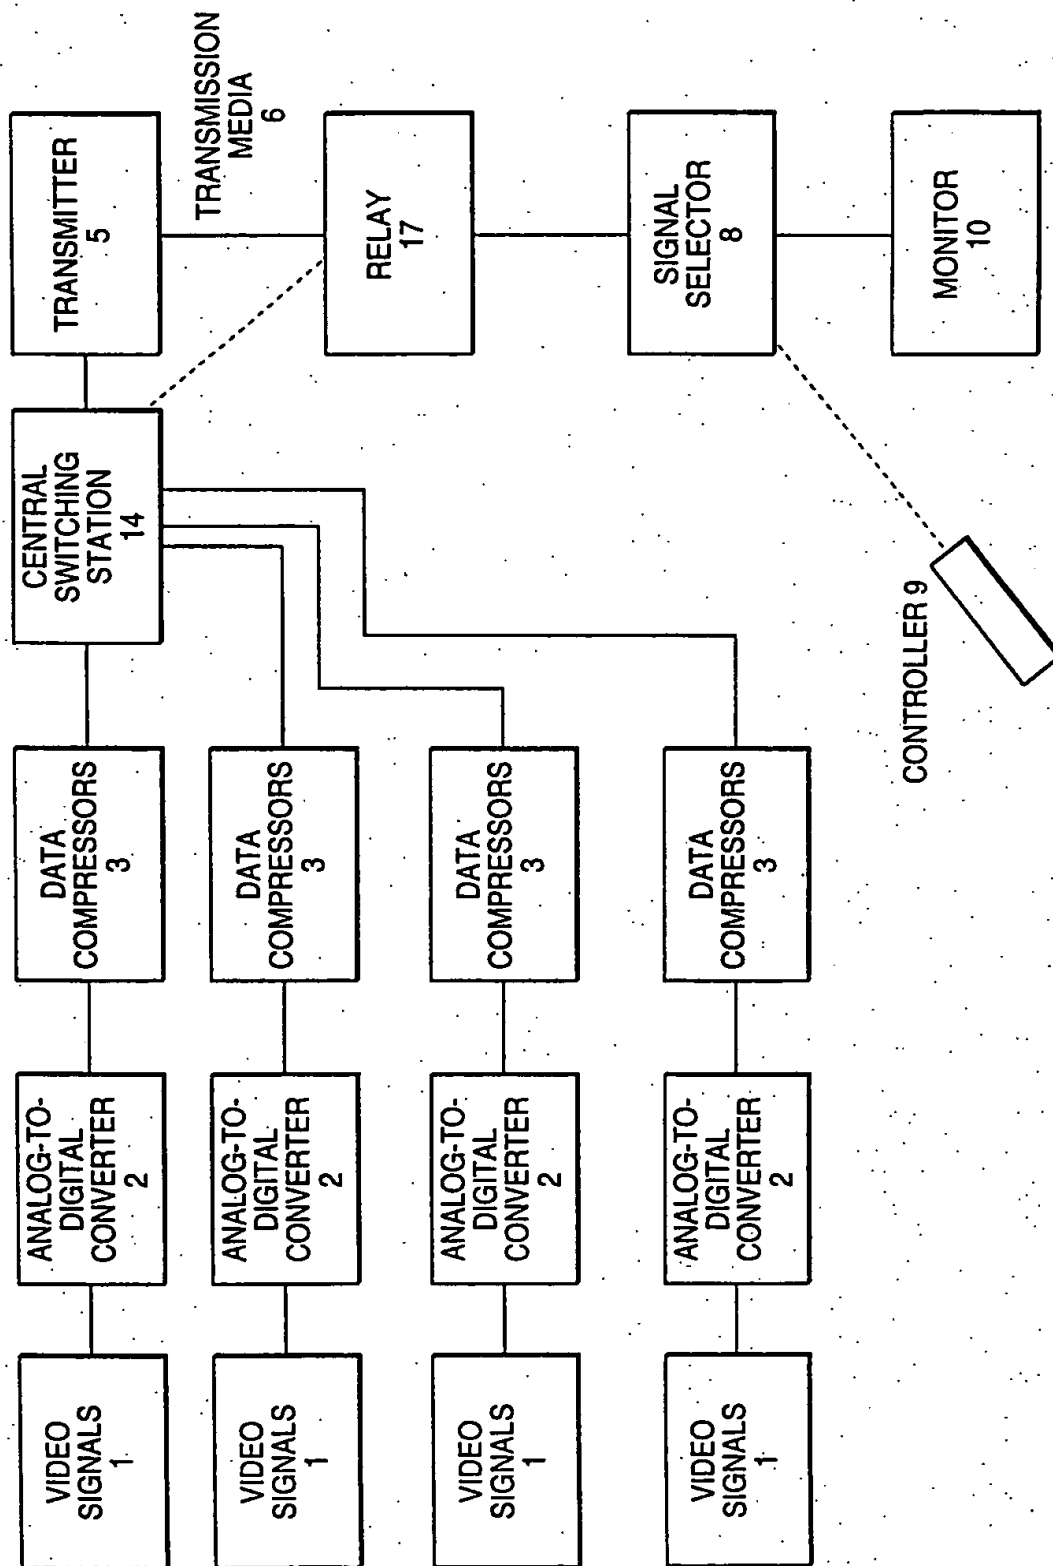 VIDEO
SIGNALS
1
ANALOG-TO-
DIGITAL
CONVERTER
2
DATA
COMPRESSORS
3
CENTRAL
SWITCHING
STATION
14
TRANSMITTER
5
TRANSMISSION
MEDIA
6
VIDEO
SIGNALS
1
ANALOG-TO-
DIGITAL
CONVERTER
2
DATA
COMPRESSORS
3
RELAY
17
VIDEO
SIGNALS
1
ANALOG-TO-
DIGITAL
CONVERTER
2
DATA
COMPRESSORS
3
SIGNAL
SELECTOR
8
VIDEO
SIGNALS
1
ANALOG-TO-
DIGITAL
CONVERTER
2
DATA
COMPRESSORS
3
CONTROLLER 9
MONITOR
10